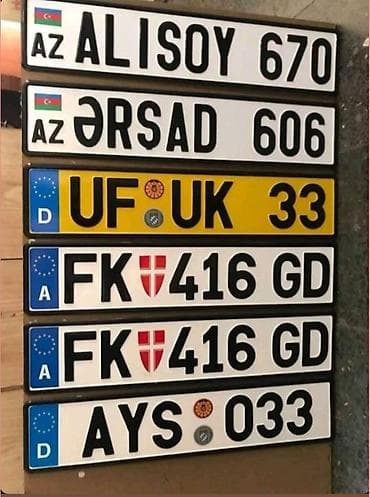 AZ ALISOY 670
AZ ƏRSAD 606
D UF UK 33
A FK 416 GD
A FK 416 GD
D AYS 033